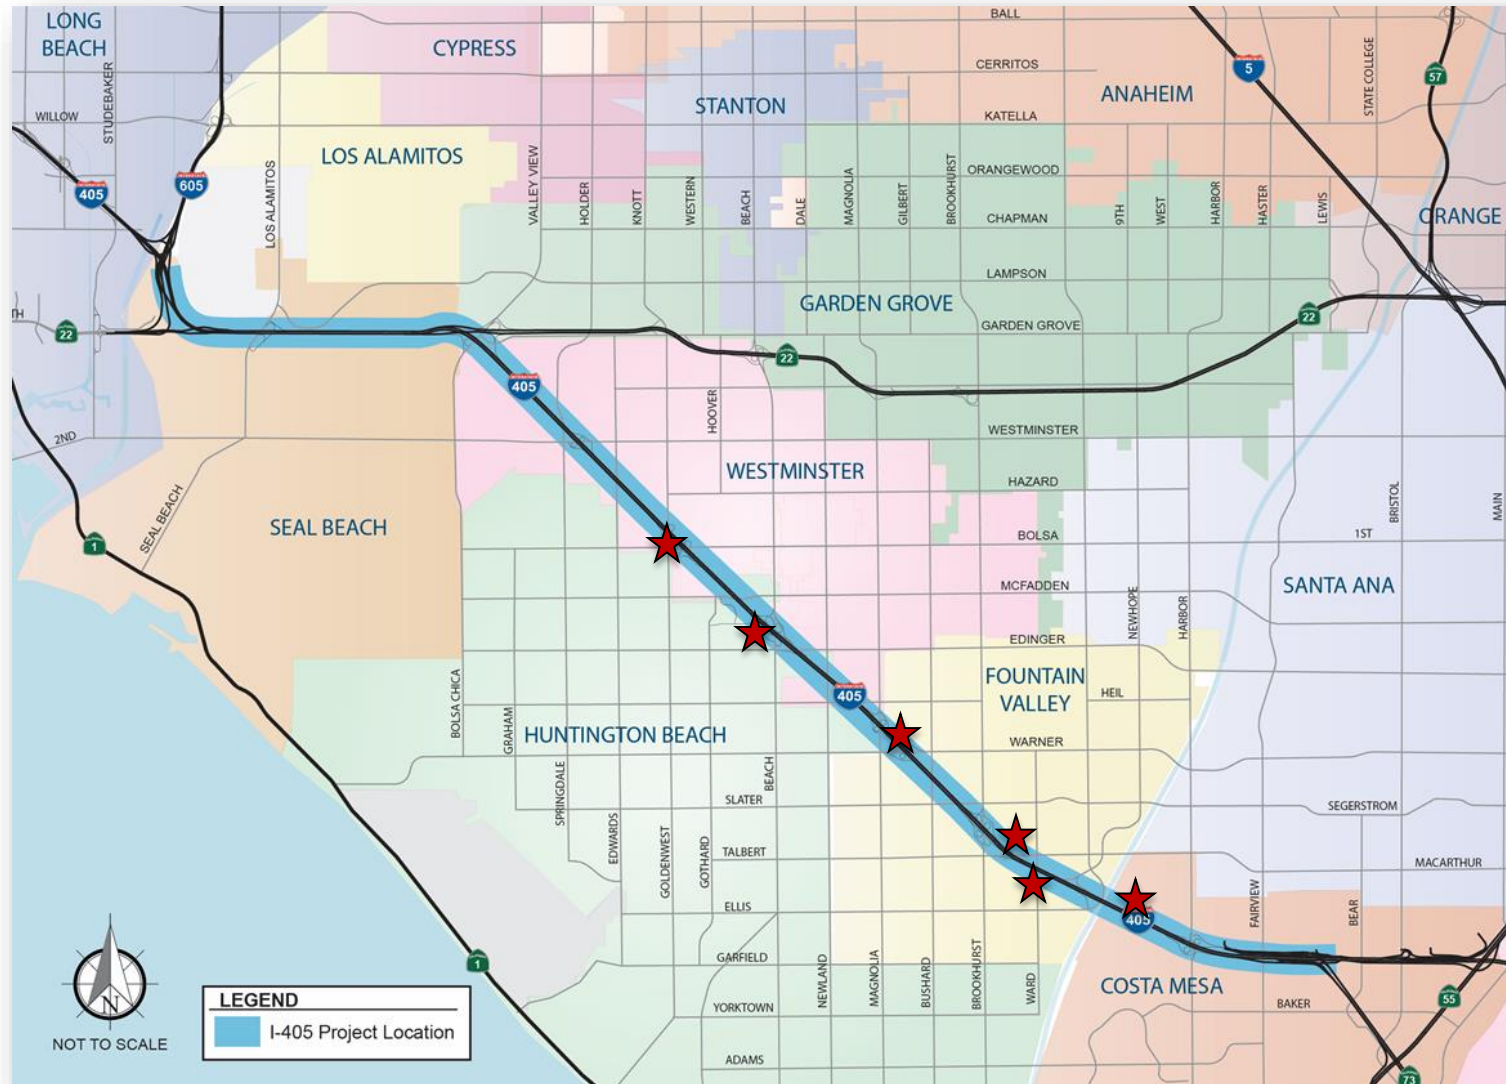 BALL
LONG
BEACH
CYPRESS
CERRITOS
5
57
STATE COLLEGE
STUDEBAKER
STANTON
ANAHEIM
WILLOW
KATELLA
LOS ALAMITOS
ORANGEWOOD
405
605
LOS ALAMITOS
VALLEY VIEW
HOLDER
KNOTT
WESTERN
BEACH
DALE
MAGNOLIA
GILBERT
BROOKHURST
CHAPMAN
9TH
WEST
HARBOR
HASTER
LEWIS
ORANGE
LAMPSON
GARDEN GROVE
TH
22
GARDEN GROVE
22
22
405
HOOVER
WESTMINSTER
2ND
WESTMINSTER
HAZARD
SEAL BEACH
SEAL BEACH
BRISTOL
MAIN
1
BOLSA
1ST
MCFADDEN
SANTA ANA
NEWHOPE
HARBOR
EDINGER
FOUNTAIN
VALLEY
HEIL
405
BOLSA CHICA
GRAHAM
HUNTINGTON BEACH
WARNER
SPRINGDALE
BEACH
SLATER
SEGERSTROM
EDWARDS
GOLDENWEST
GOTHARD
TALBERT
MACARTHUR
ELLIS
FAIRVIEW
BEAR
405
GARFIELD
1
NEWLAND
MAGNOLIA
BUSHARD
BROOKHURST
WARD
COSTA MESA
N
NOT TO SCALE
LEGEND
I-405 Project Location
YORKTOWN
BAKER
55
ADAMS
73